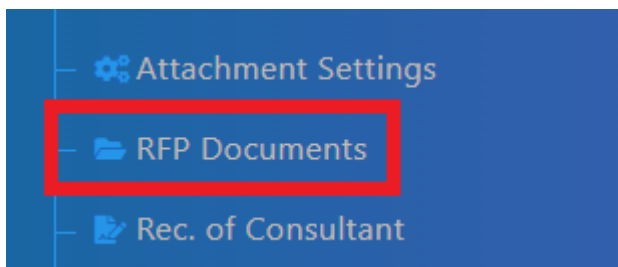 Attachment Settings
RFP Documents
Rec. of Consultant